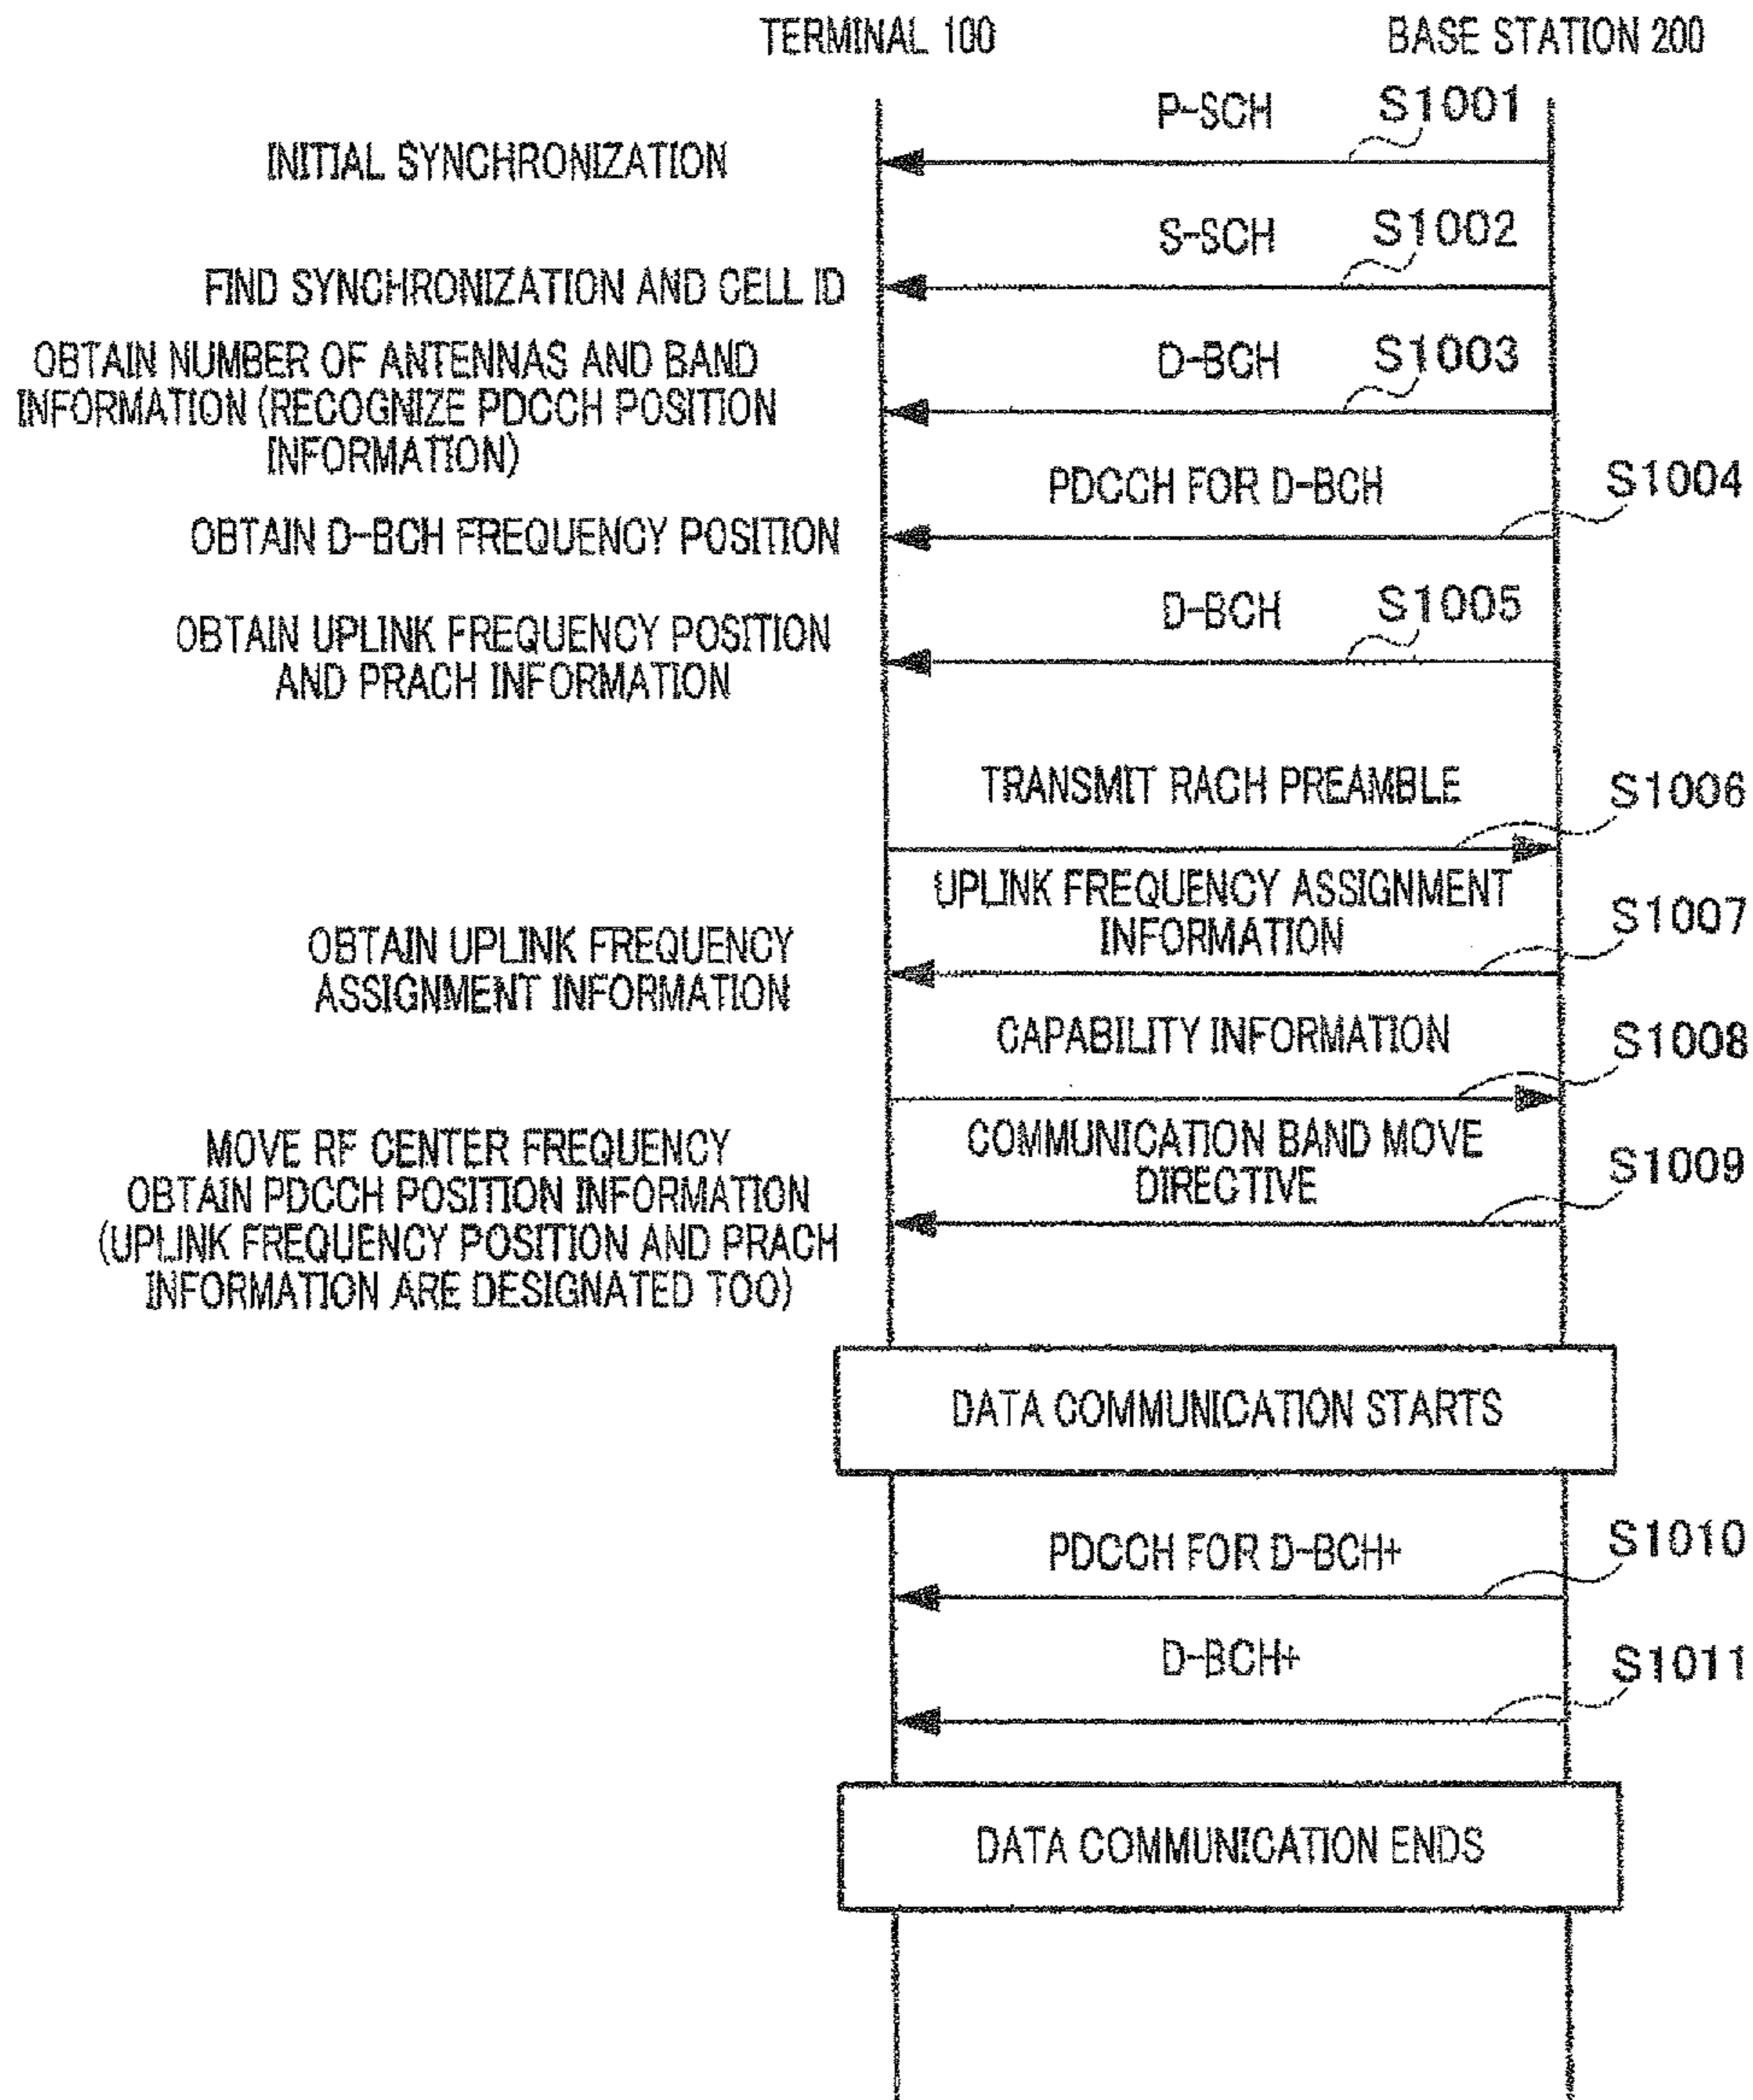 TERMINAL 100 BASE STATION 200
P-SCH S1001
INITIAL SYNCHRONIZATION
S-SCH S1002
FIND SYNCHRONIZATION AND CELL ID
D-BCH S1003
OBTAIN NUMBER OF ANTENNAS AND BAND
INFORMATION (RECOGNIZE PDCCH POSITION
INFORMATION)
PDCCH FOR D-BCH S1004
OBTAIN D-BCH FREQUENCY POSITION
D-BCH S1005
OBTAIN UPLINK FREQUENCY POSITION
AND PRACH INFORMATION
TRANSMIT RACH PREAMBLE S1006
UPLINK FREQUENCY ASSIGNMENT
INFORMATION S1007
OBTAIN UPLINK FREQUENCY
ASSIGNMENT INFORMATION
CAPABILITY INFORMATION S1008
COMMUNICATION BAND MOVE
DIRECTIVE S1009
MOVE RF CENTER FREQUENCY
OBTAIN PDCCH POSITION INFORMATION
(UPLINK FREQUENCY POSITION AND PRACH
INFORMATION ARE DESIGNATED TOO)
DATA COMMUNICATION STARTS
PDCCH FOR D-BCH+ S1010
D-BCH+ S1011
DATA COMMUNICATION ENDS